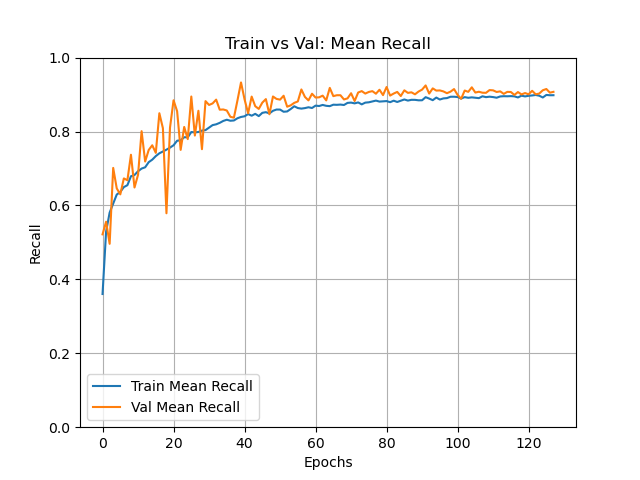 Train vs Val: Mean Recall
1.0
0.8
0.6
0.4
0.2
0.0
Recall
Train Mean Recall
Val Mean Recall
0 20 40 60 80 100 120
Epochs